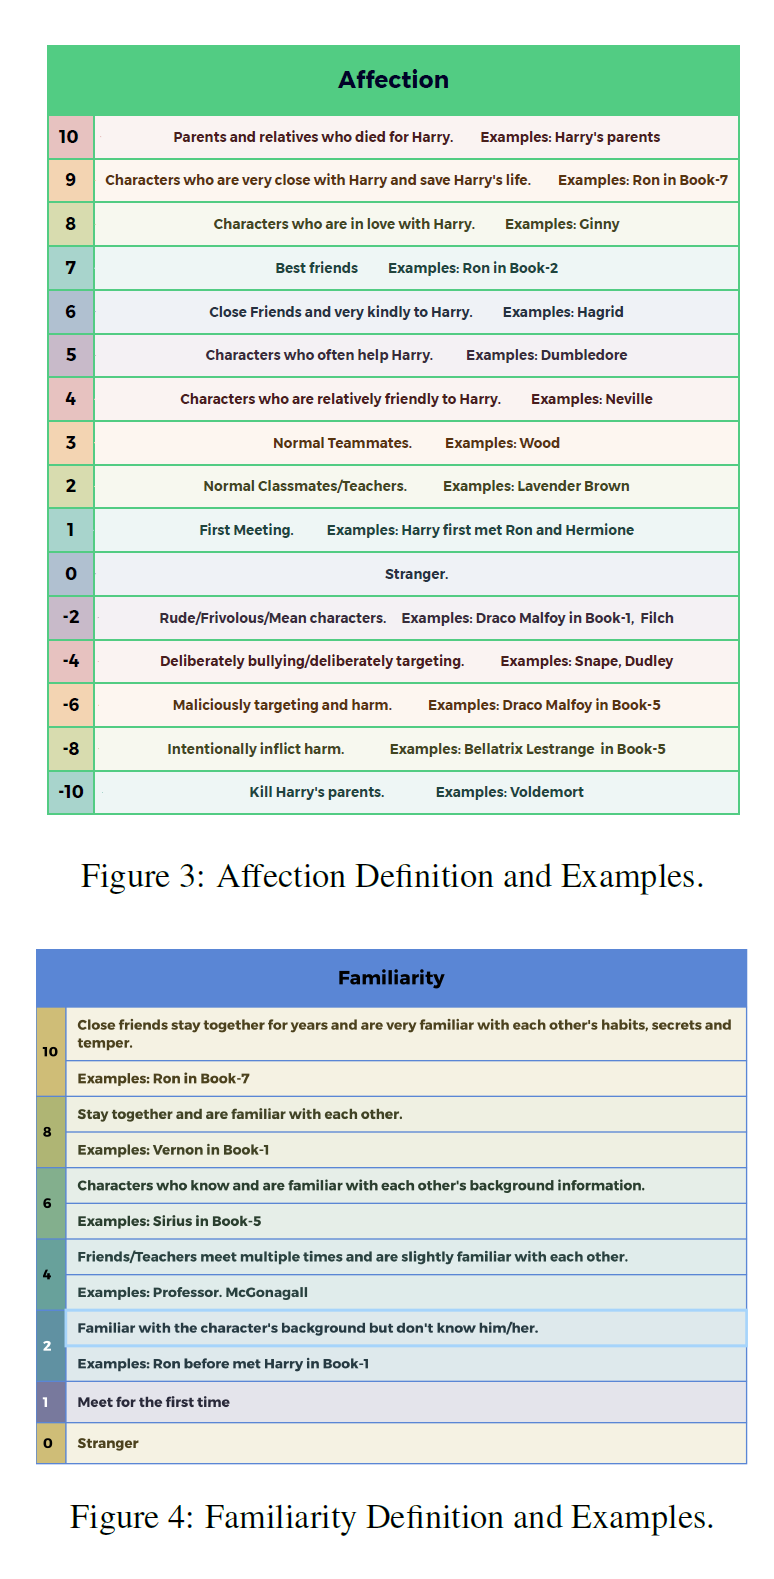 Affection
10 Parents and relatives who died for Harry. Examples: Harry's parents
9 Characters who are very close with Harry and save Harry's life. Examples: Ron in Book-7
8 Characters who are in love with Harry. Examples: Ginny
7 Best friends Examples: Ron in Book-2
6 Close Friends and very kindly to Harry. Examples: Hagrid
5 Characters who often help Harry. Examples: Dumbledore
4 Characters who are relatively friendly to Harry. Examples: Neville
3 Normal Teammates. Examples: Wood
2 Normal Classmates/Teachers. Examples: Lavender Brown
1 First Meeting. Examples: Harry first met Ron and Hermione
0 Stranger.
-2 Rude/Frivolous/Mean characters. Examples: Draco Malfoy in Book-1, Filch
-4 Deliberately bullying/deliberately targeting. Examples: Snape, Dudley
-6 Maliciously targeting and harm. Examples: Draco Malfoy in Book-5
-8 Intentionally inflict harm. Examples: Bellatrix Lestrange in Book-5
-10 Kill Harry's parents. Examples: Voldemort
Figure 3: Affection Definition and Examples.
Familiarity
10
Close friends stay together for years and are very familiar with each other's habits, secrets and
temper.
Examples: Ron in Book-7
8
Stay together and are familiar with each other.
Examples: Vernon in Book-1
6
Characters who know and are familiar with each other's background information.
Examples: Sirius in Book-5
4
Friends/Teachers meet multiple times and are slightly familiar with each other.
Examples: Professor. McGonagall
2
Familiar with the character's background but don't know him/her.
Examples: Ron before met Harry in Book-1
1 Meet for the first time
0 Stranger
Figure 4: Familiarity Definition and Examples.